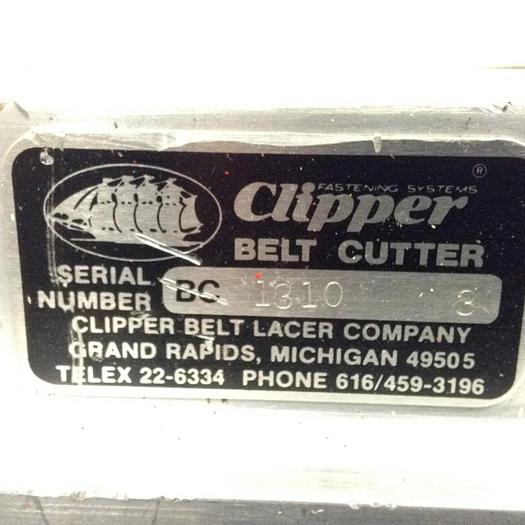 FASTENING SYSTEMS ®
Clipper
BELT CUTTER
SERIAL
NUMBER BC 1310 3
CLIPPER BELT LACER COMPANY
GRAND RAPIDS, MICHIGAN 49505
TELEX 22-6334 PHONE 616/459-3196